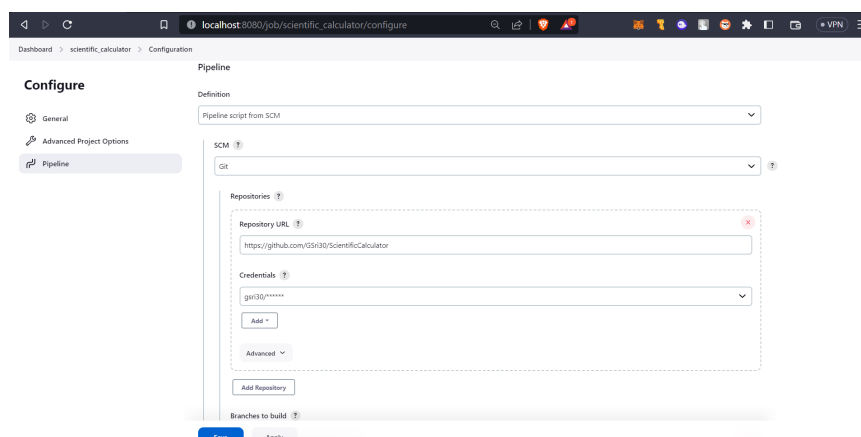 localhost:8080/job/scientific_calculator/configure
VPN
Dashboard > scientific_calculator > Configuration
Configure
General
Advanced Project Options
Pipeline
Pipeline
Definition
Pipeline script from SCM
SCM ?
Git
?
Repositories ?
Repository URL ?
https://github.com/GSri30/ScientificCalculator
Credentials ?
gsri30/******
Add
Advanced
Add Repository
Branches to build ?
Save Apply